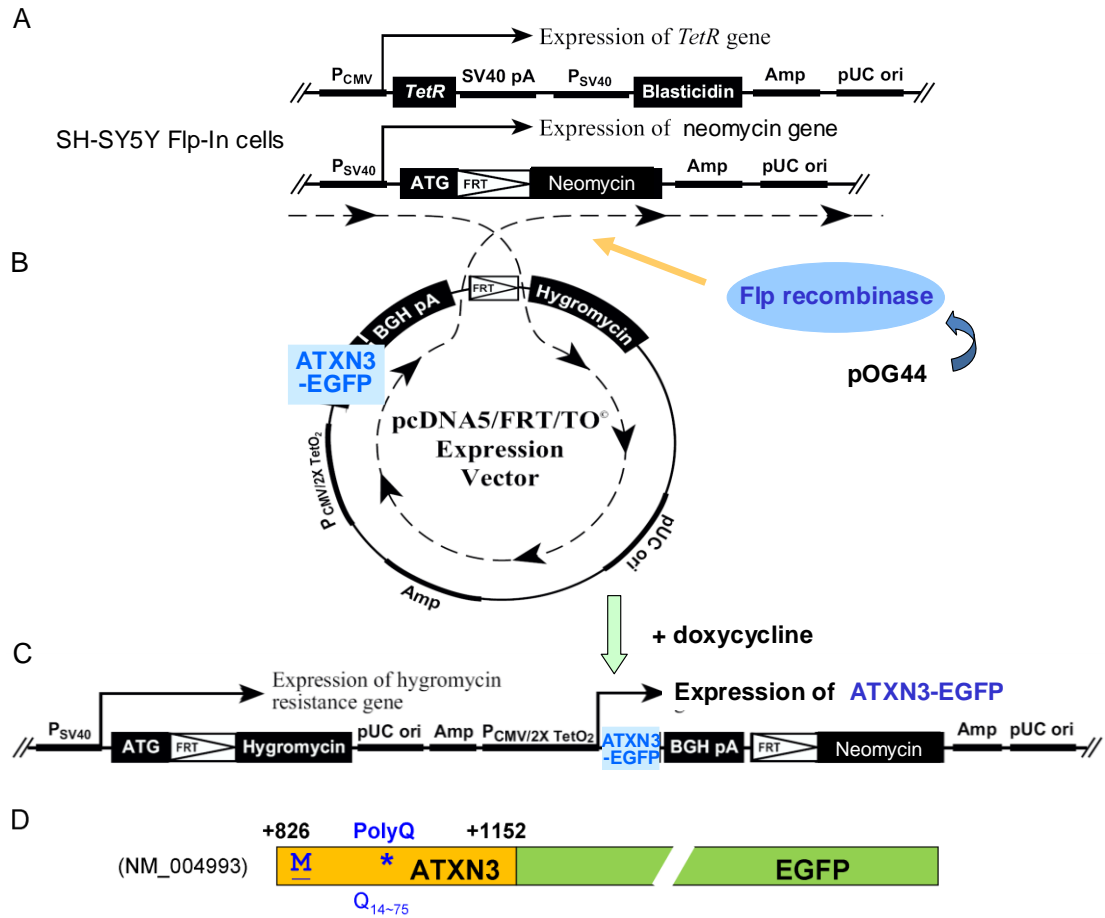 A
Expression of TetR gene
PCMV
TetR
SV40 pA
PSV40
Blasticidin
Amp
pUC ori
SH-SY5Y Flp-In cells
Expression of neomycin gene
PSV40
ATG
FRT
Neomycin
Amp
pUC ori
B
FRT
BGH pA
Hygromycin
Flp recombinase
pOG44
ATXN3
-EGFP
pcDNA5/FRT/TO©
Expression
Vector
P CMV/2X TetO2
pUC ori
Amp
+ doxycycline
C
Expression of hygromycin
resistance gene
Expression of ATXN3-EGFP
PSV40
ATG
FRT
Hygromycin
pUC ori
Amp
PCMV/2X TetO2
ATXN3
-EGFP
BGH pA
FRT
Neomycin
Amp
pUC ori
D
+826
PolyQ
+1152
(NM_004993)
M
*
ATXN3
EGFP
Q14~75